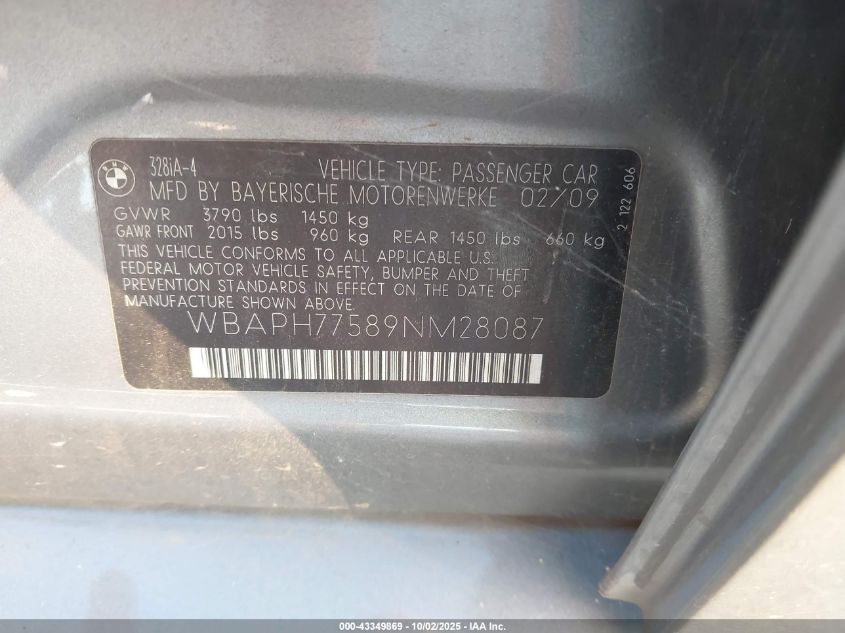 BMW
328iA-4 VEHICLE TYPE: PASSENGER CAR
MFD BY BAYERISCHE MOTORENWERKE 02/09
GVWR 3790 lbs 1450 kg
GAWR FRONT 2015 lbs 960 kg REAR 1450 lbs 660 kg
THIS VEHICLE CONFORMS TO ALL APPLICABLE U.S.
FEDERAL MOTOR VEHICLE SAFETY, BUMPER AND THEFT
PREVENTION STANDARDS IN EFFECT ON THE DATE OF
MANUFACTURE SHOWN ABOVE.
WBAPH77589NM28087
2 122 606
000-43349869 - 10/02/2025 - IAA Inc.